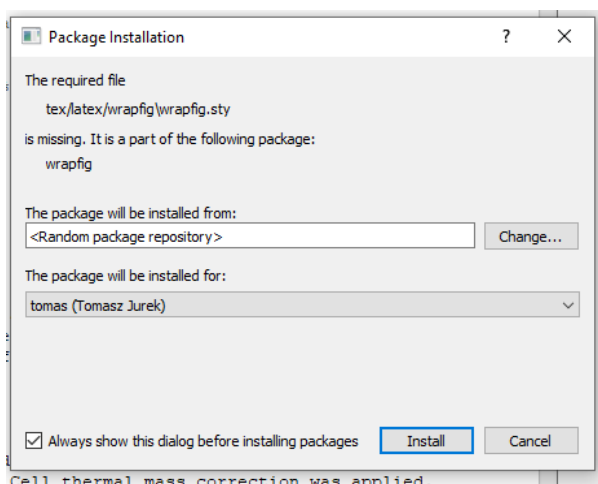 Package Installation
?
The required file
tex/latex/wrapfig\wrapfig.sty
is missing. It is a part of the following package:
wrapfig
The package will be installed from:
<Random package repository>
Change...
The package will be installed for:
tomas (Tomasz Jurek)
Always show this dialog before installing packages
Install
Cancel
Cell thermal mass correction was applied